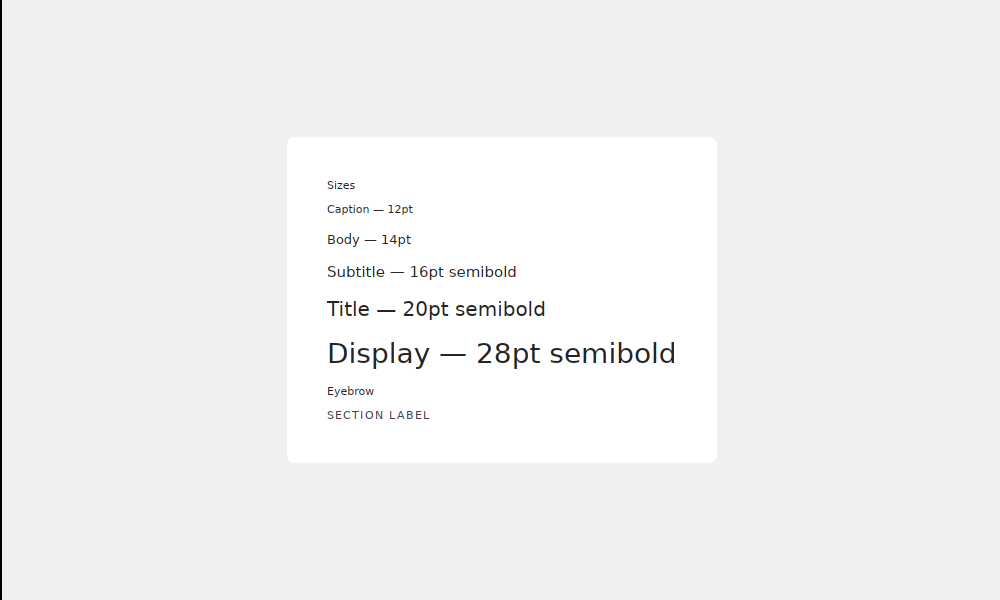 Sizes
Caption — 12pt
Body — 14pt
Subtitle — 16pt semibold
Title — 20pt semibold
Display — 28pt semibold
Eyebrow
SECTION LABEL